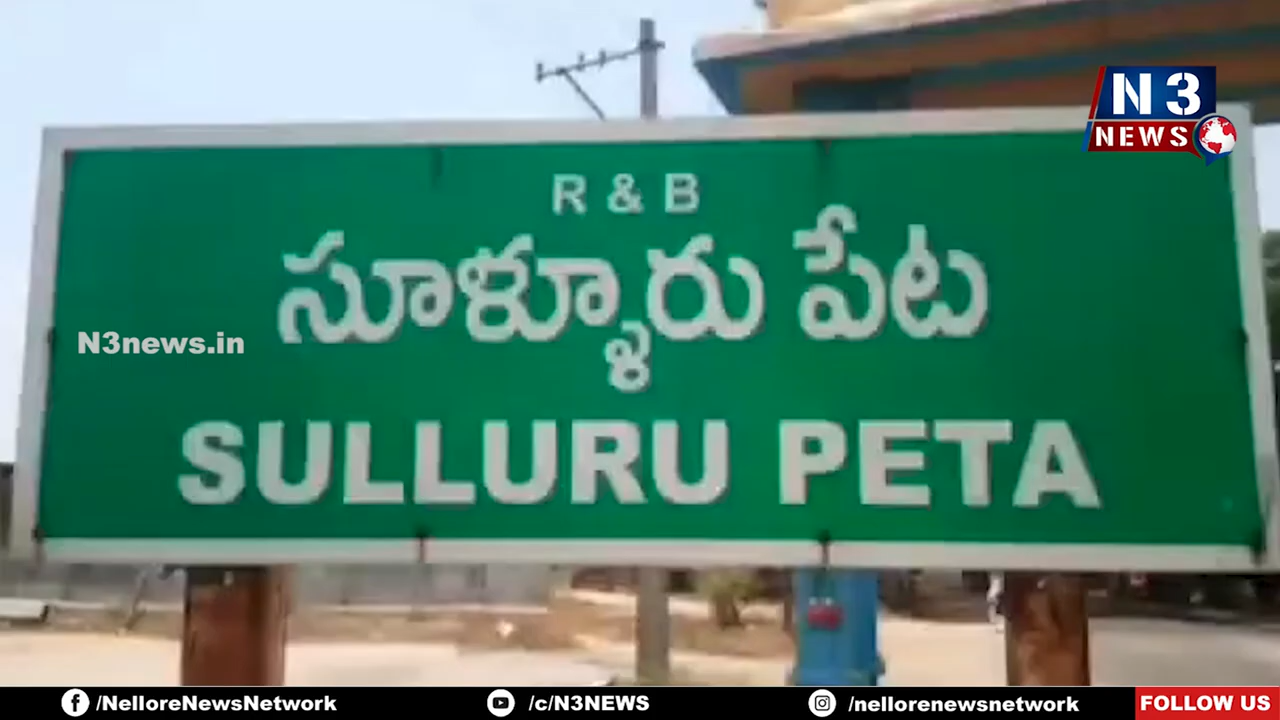 N3
NEWS
R & B
సూళ్ళూరు పేట
N3news.in
SULLURU PETA
/NelloreNewsNetwork
/c/N3NEWS
/nellorenewsnetwork
FOLLOW US